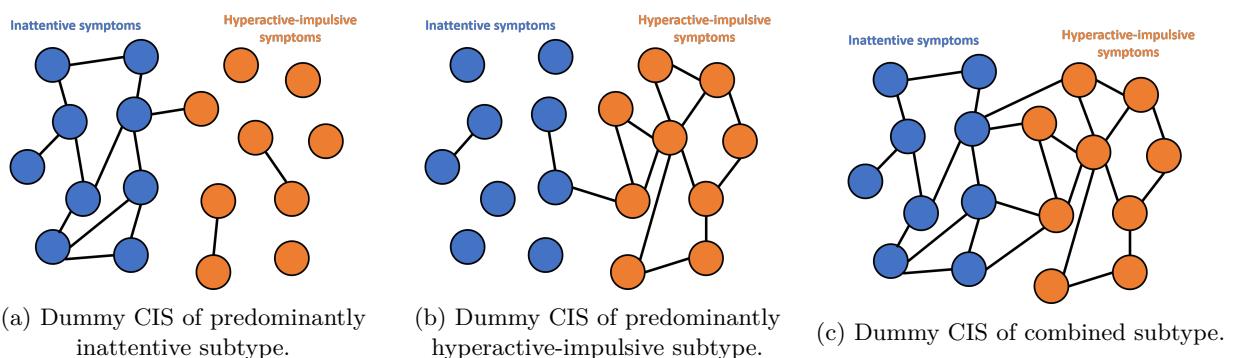 Inattentive symptoms
Hyperactive-impulsive
symptoms
(a) Dummy CIS of predominantly
inattentive subtype.
Inattentive symptoms
Hyperactive-impulsive
symptoms
(b) Dummy CIS of predominantly
hyperactive-impulsive subtype.
Inattentive symptoms
Hyperactive-impulsive
symptoms
(c) Dummy CIS of combined subtype.